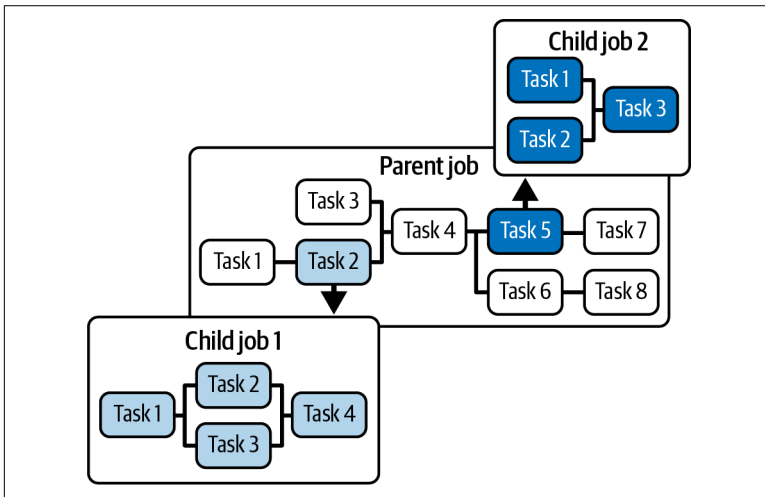 Child job 2
Task 1
Task 3
Task 2
Parent job
Task 3
Task 4
Task 5
Task 7
Task 1
Task 2
Task 6
Task 8
Child job 1
Task 2
Task 1
Task 4
Task 3